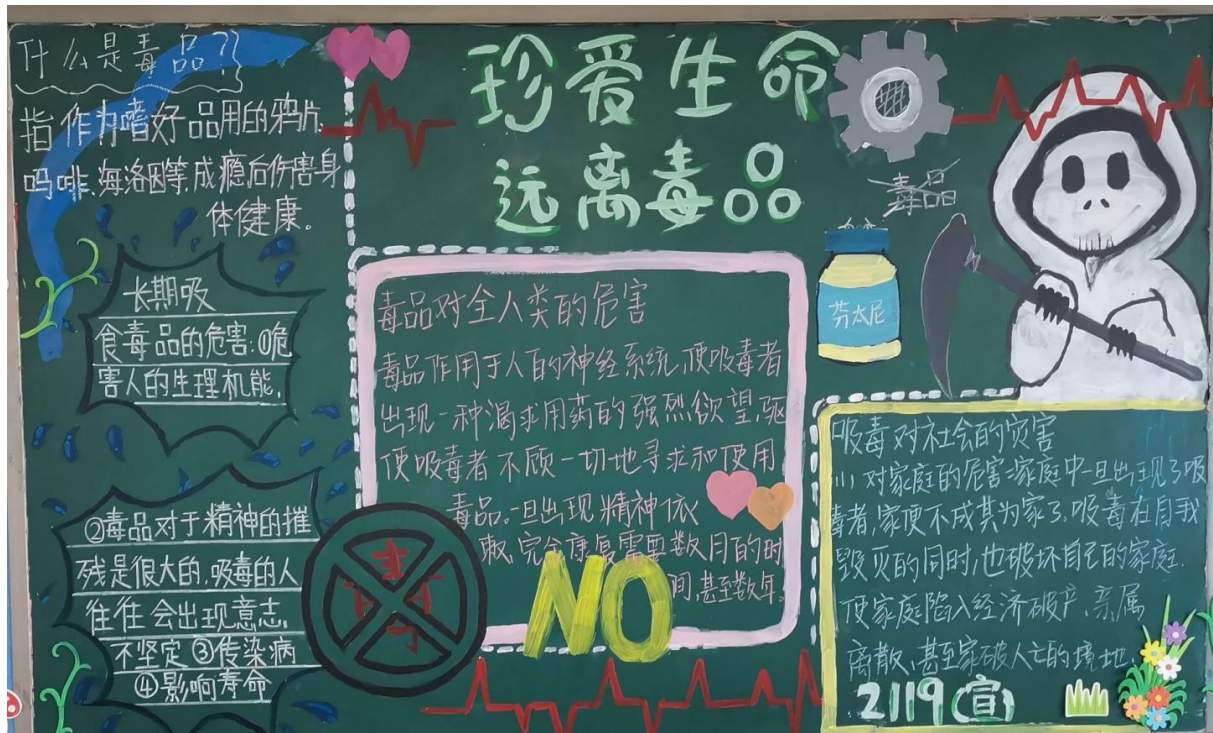 珍爱生命
远离毒品
什么是毒品？
指作为嗜好品用的鸦片、
吗啡、海洛因等，成瘾后伤害身
体健康。
长期吸
食毒品的危害：①危
害人的生理机能，
②毒品对于精神的摧
残是很大的，吸毒的人
往往会出现意志，
不坚定③传染病
④影响寿命
毒品对全人类的危害
毒品作用于人的神经系统，使吸毒者
出现一种渴求用药的强烈欲望，驱
使吸毒者不顾一切地寻求和使用
毒品。一旦出现精神依
完全康复需要数月的时
间，甚至数年。
毒
NO
毒品
芬太尼
吸毒对社会的灾害
(1)对家庭的危害：家庭中一旦出现了吸
毒者，家便不成其为家了，吸毒在自我
毁灭的同时，也破坏自己的家庭．
使家庭陷入经济破产、亲属
离散、甚至家破人亡的境地．
2119(宣)